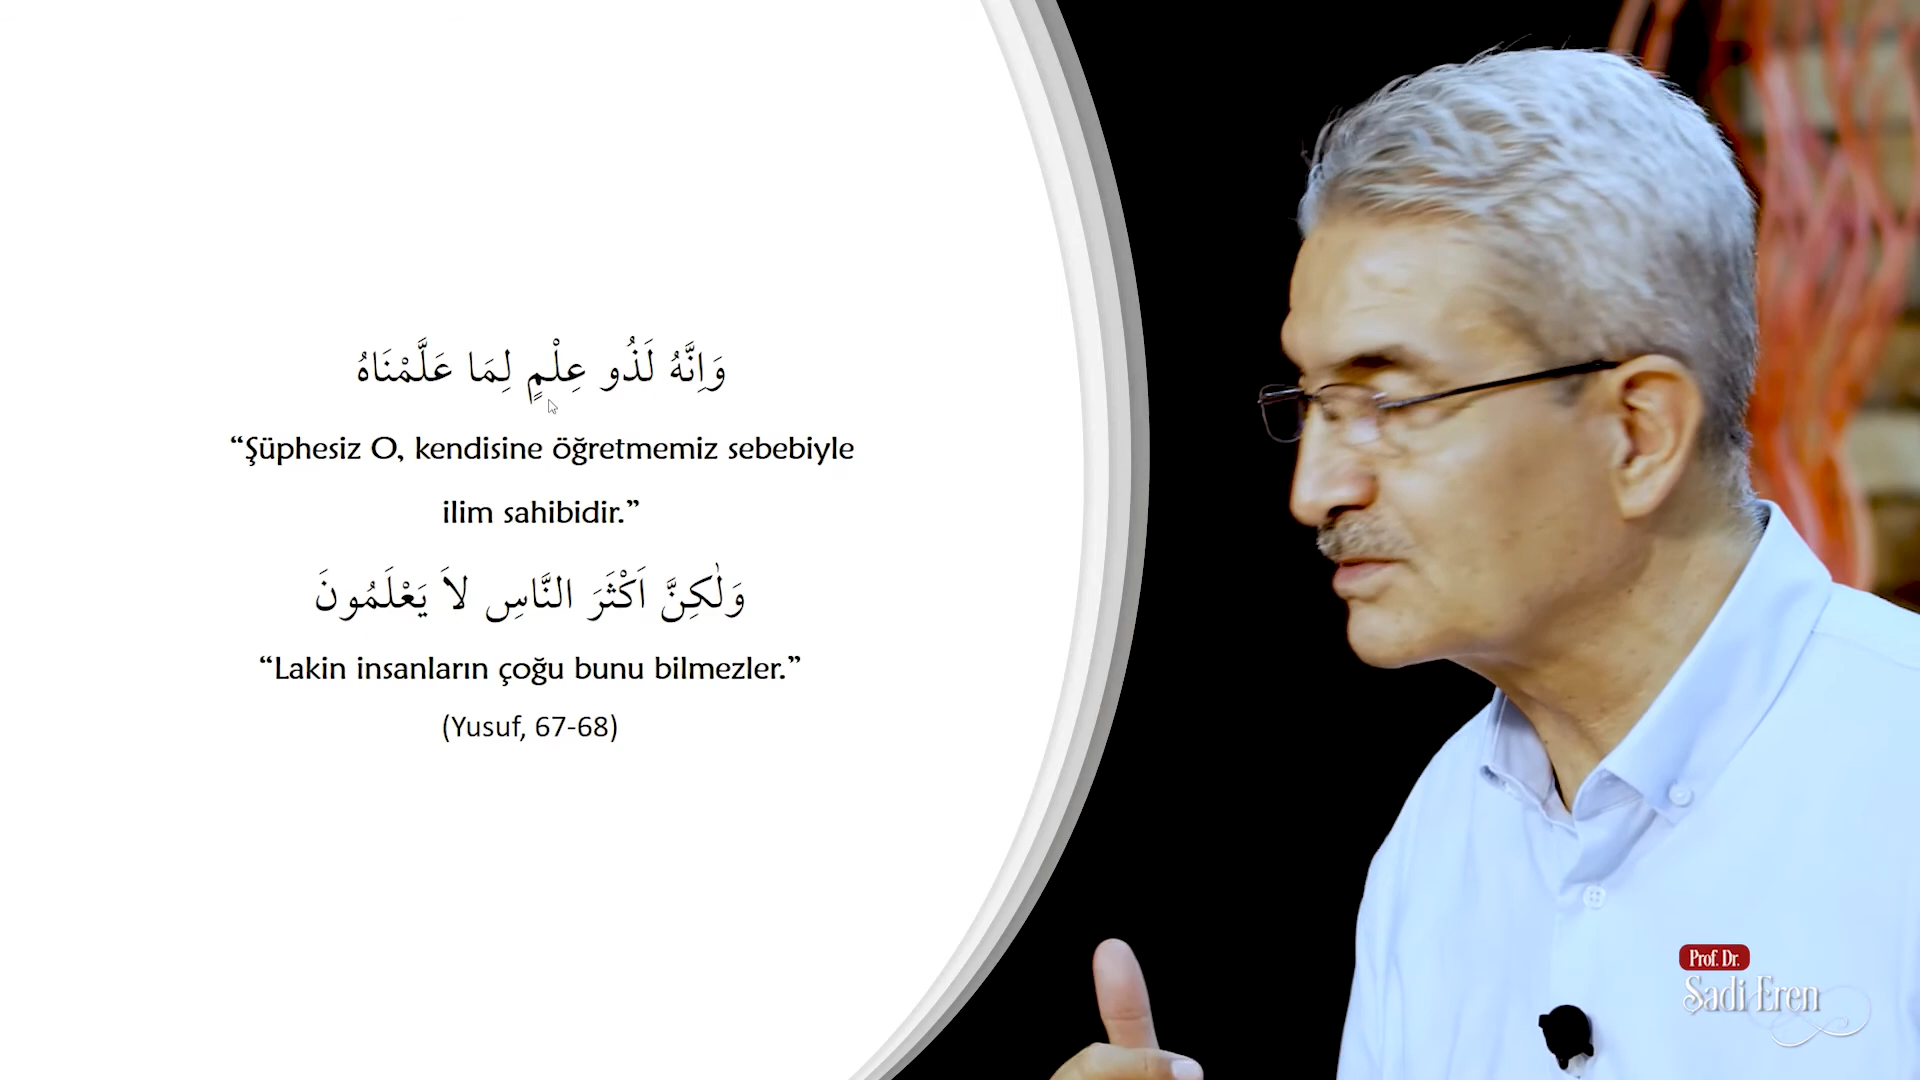 وَاِنَّهُ لَذُو عِلْمٍ لِمَا عَلَّمْنَاهُ
“Şüphesiz O, kendisine öğretmemiz sebebiyle
ilim sahibidir.”
وَلٰكِنَّ اَكْثَرَ النَّاسِ لاَ يَعْلَمُونَ
“Lakin insanların çoğu bunu bilmezler.”
(Yusuf, 67-68)
Prof. Dr.
Şadi Eren